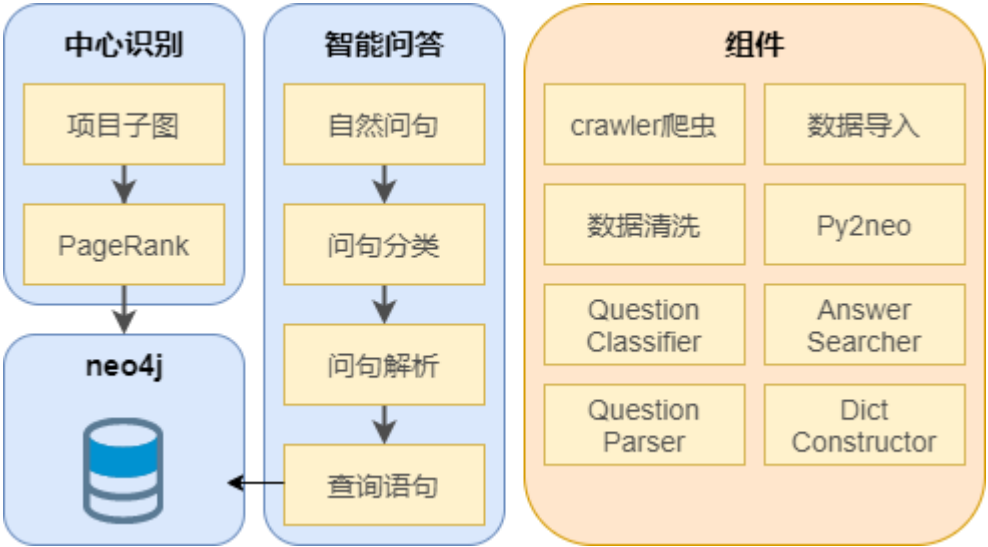 中心识别
项目子图
PageRank
neo4j
智能问答
自然问句
问句分类
问句解析
查询语句
组件
crawler爬虫
数据导入
数据清洗
Py2neo
Question
Classifier
Answer
Searcher
Question
Parser
Dict
Constructor